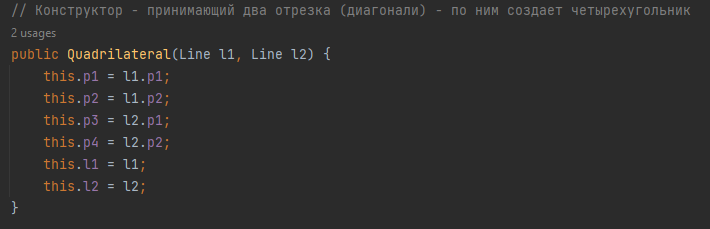 // Конструктор - принимающий два отрезка (диагонали) - по ним создает четырехугольник
2 usages
public Quadrilateral(Line l1, Line l2) {
this.p1 = l1.p1;
this.p2 = l1.p2;
this.p3 = l2.p1;
this.p4 = l2.p2;
this.l1 = l1;
this.l2 = l2;
}